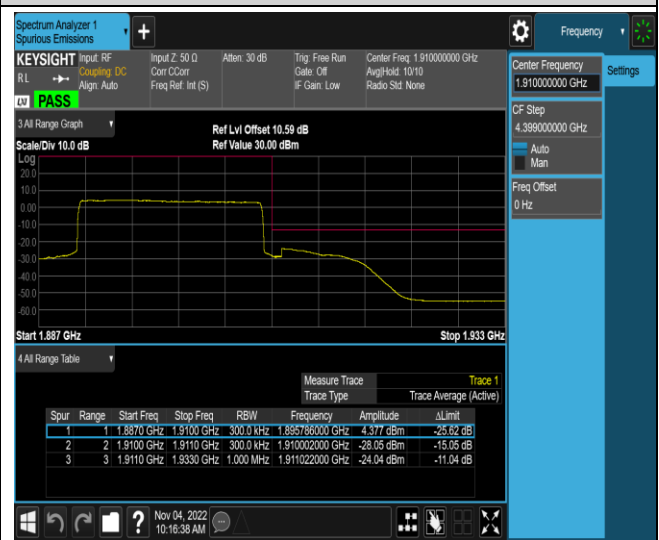 Spectrum Analyzer 1
Spurious Emissions
+
Frequency
KEYSIGHT Input: RF Input Z: 50 Ω Atten: 30 dB Trig: Free Run Center Freq: 1.910000000 GHz
RL Coupling: DC Corr CCorr Gate: Off Avg|Hold: 10/10
Align: Auto Freq Ref: Int (S) IF Gain: Low Radio Std: None
LXI PASS
Center Frequency
1.910000000 GHz
Settings
CF Step
4.399000000 GHz
Auto
Man
Freq Offset
0 Hz
3 All Range Graph
Ref Lvl Offset 10.59 dB
Scale/Div 10.0 dB Ref Value 30.00 dBm
Log
20.0
10.0
0.00
-10.0
-20.0
-30.0
-40.0
-50.0
-60.0
Start 1.887 GHz Stop 1.933 GHz
4 All Range Table
Measure Trace Trace 1
Trace Type Trace Average (Active)
Spur Range Start Freq Stop Freq RBW Frequency Amplitude ΔLimit
1 1 1.8870 GHz 1.9100 GHz 300.0 kHz 1.895786000 GHz 4.377 dBm -25.62 dB
2 2 1.9100 GHz 1.9110 GHz 300.0 kHz 1.910002000 GHz -28.05 dBm -15.05 dB
3 3 1.9110 GHz 1.9330 GHz 1.000 MHz 1.911022000 GHz -24.04 dBm -11.04 dB
? Nov 04, 2022
10:16:38 AM